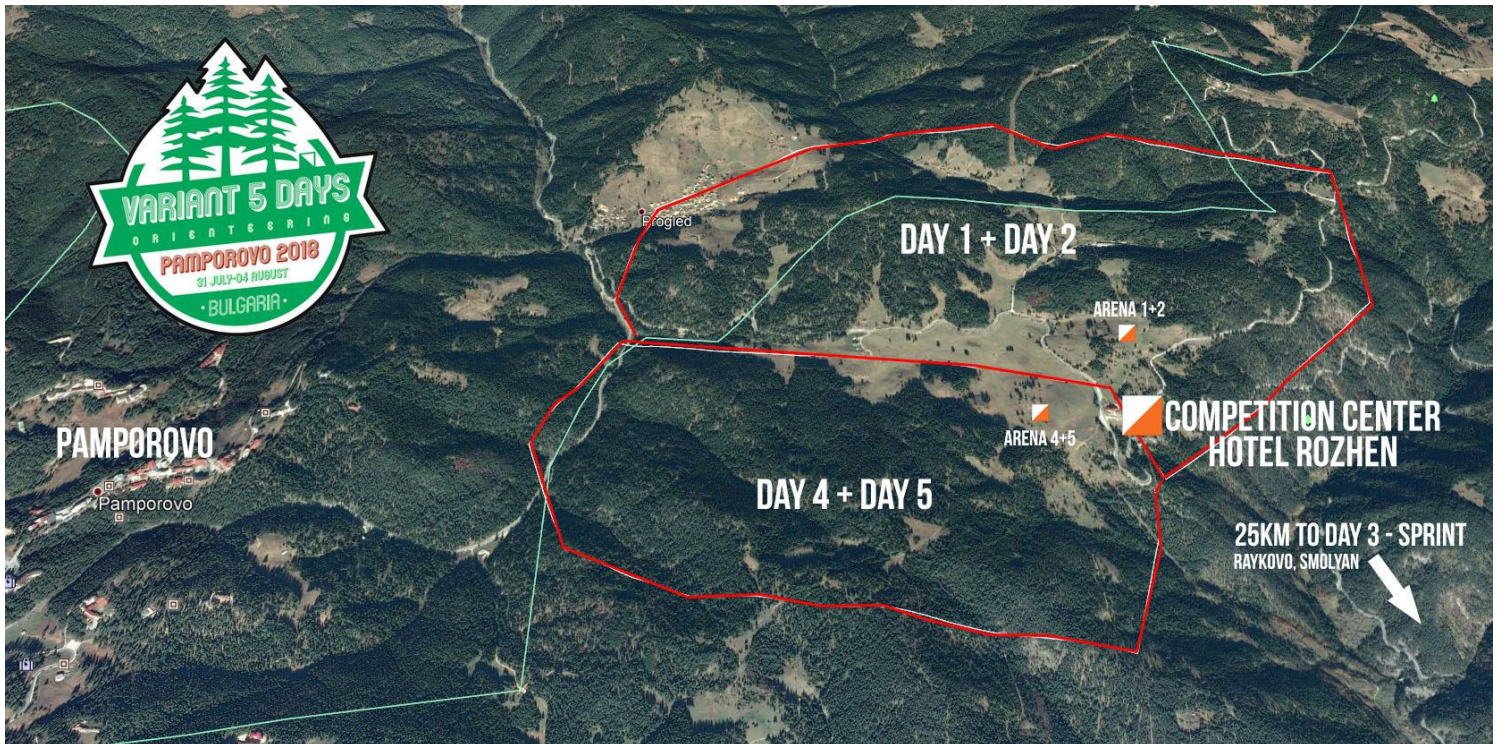 VARIANT 5 DAYS
ORIENTEERING
PAMPOROVO 2018
31 JULY-04 AUGUST
• BULGARIA •
Progled
DAY 1 + DAY 2
ARENA 1+2
COMPETITION CENTER
HOTEL ROZHEN
ARENA 4+5
PAMPOROVO
Pamporovo
DAY 4 + DAY 5
25KM TO DAY 3 - SPRINT
RAYKOVO, SMOLYAN